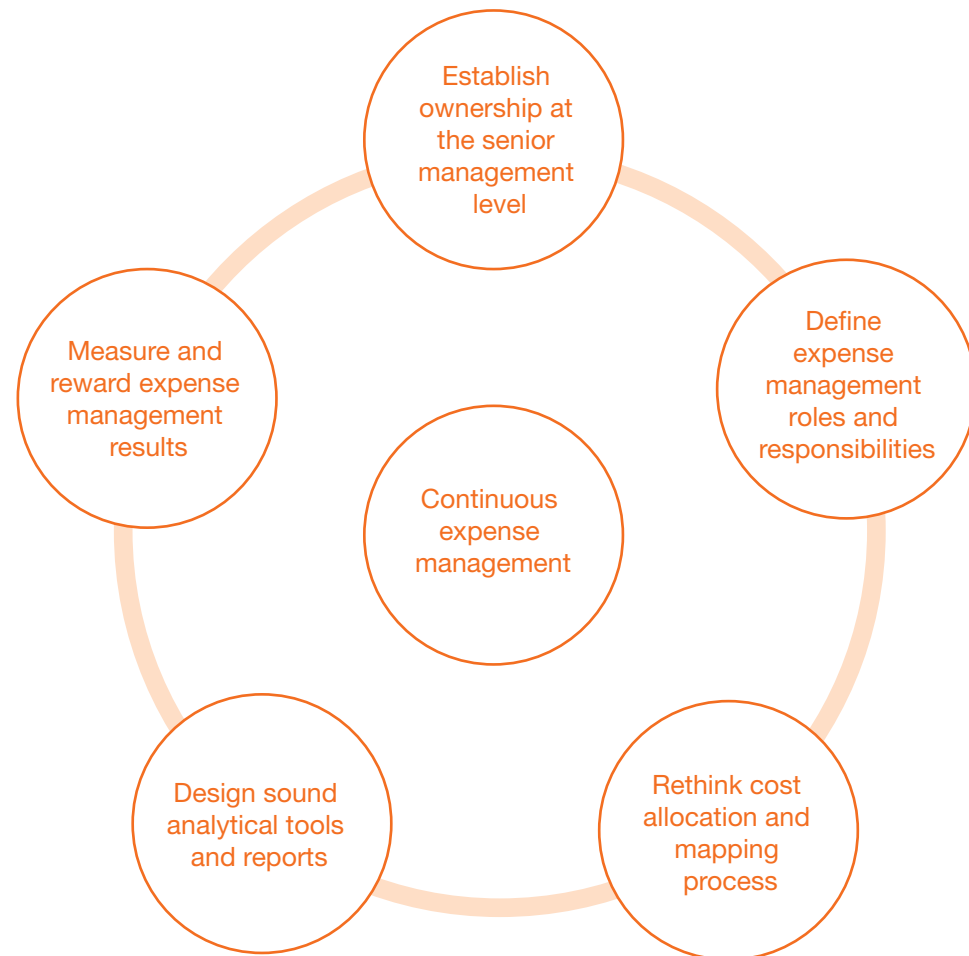 Establish
ownership at
the senior
management
level
Define
expense
management
roles and
responsibilities
Rethink cost
allocation and
mapping
process
Design sound
analytical tools
and reports
Measure and
reward expense
management
results
Continuous
expense
management